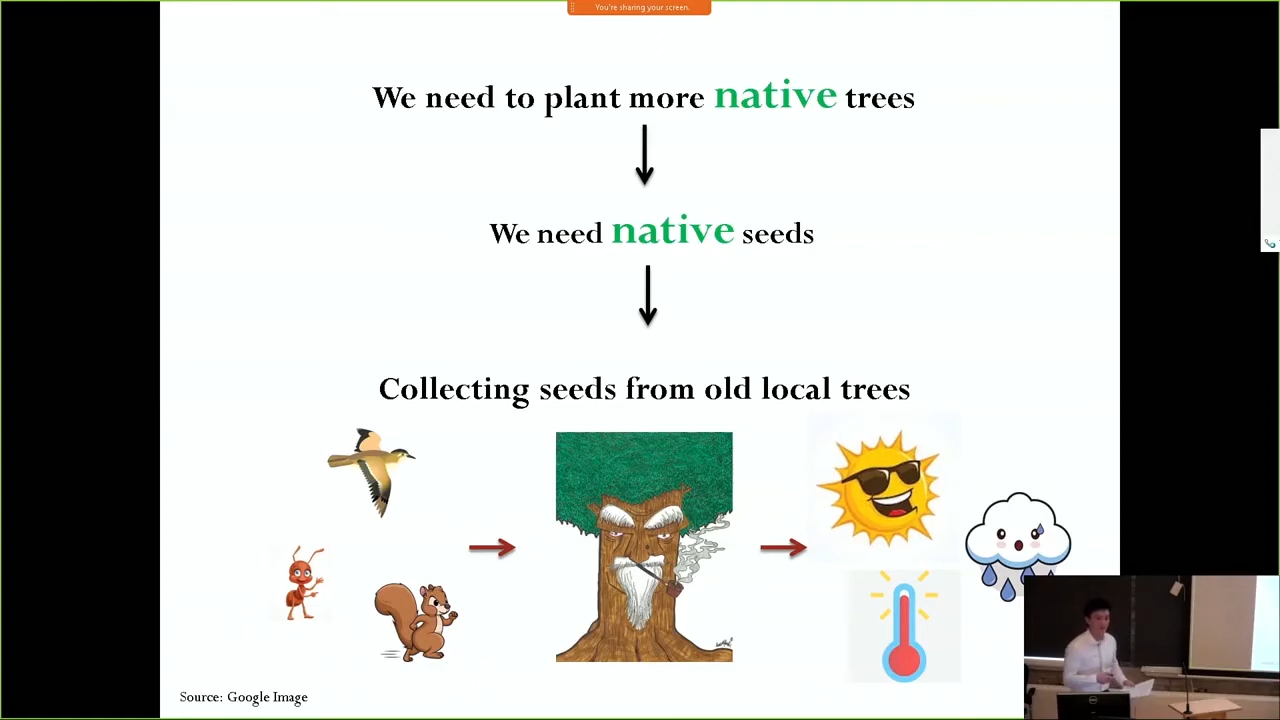 You're sharing your screen.
We need to plant more native trees
We need native seeds
Collecting seeds from old local trees
Source: Google Image